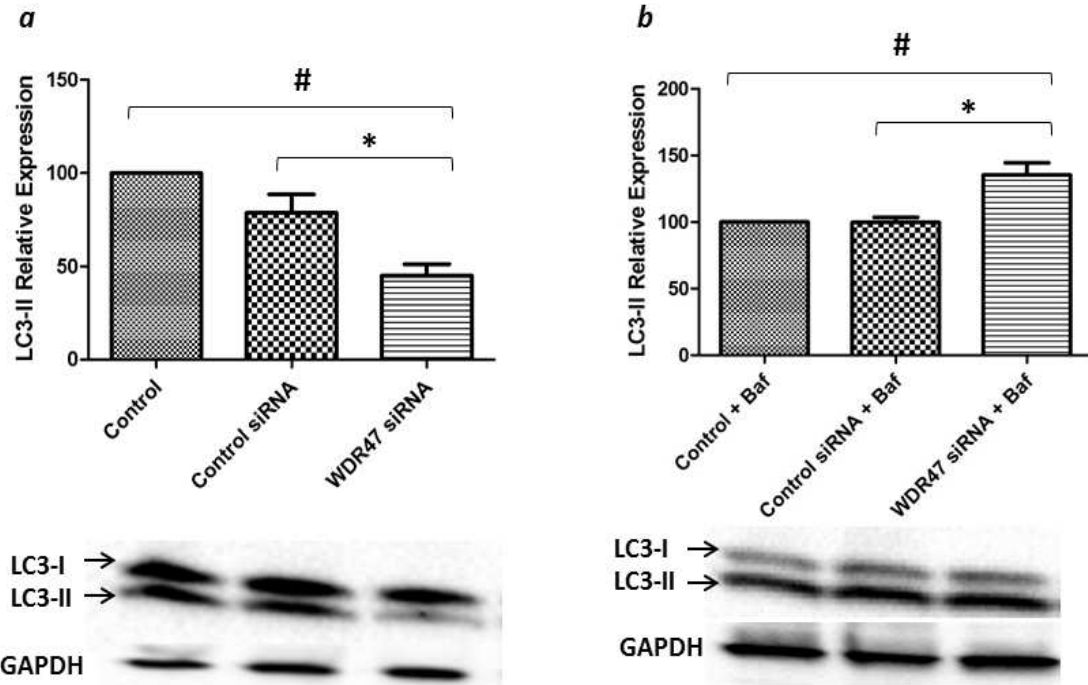 a
#
*
LC3-II Relative Expression
150
100
50
0
Control
Control siRNA
WDR47 siRNA
LC3-I
LC3-II
GAPDH
b
#
*
LC3-II Relative Expression
200
150
100
50
0
Control + Baf
Control siRNA + Baf
WDR47 siRNA + Baf
LC3-I
LC3-II
GAPDH